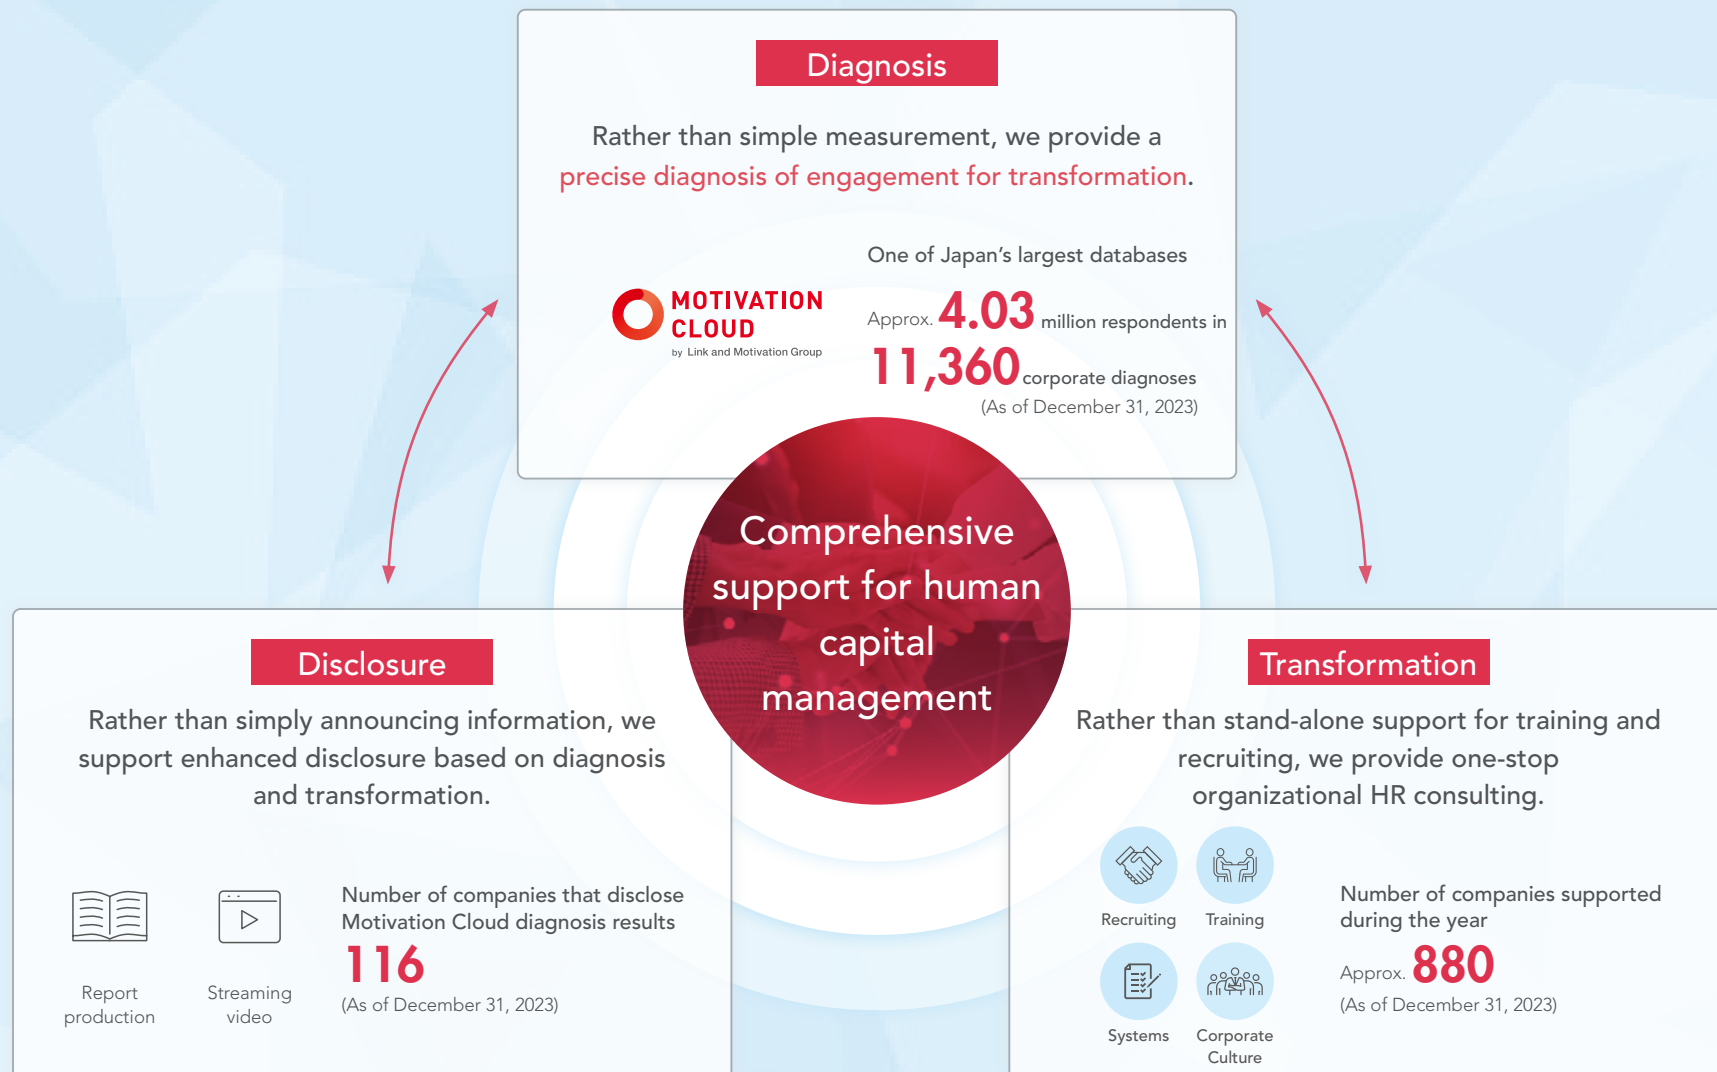 Diagnosis
Rather than simple measurement, we provide a
precise diagnosis of engagement for transformation.
MOTIVATION
CLOUD
by Link and Motivation Group
One of Japan's largest databases
Approx. 4.03 million respondents in
11,360 corporate diagnoses
(As of December 31, 2023)
Comprehensive
support for human
capital
management
Disclosure
Rather than simply announcing information, we
support enhanced disclosure based on diagnosis
and transformation.
Report
production
Streaming
video
Number of companies that disclose
Motivation Cloud diagnosis results
116
(As of December 31, 2023)
Transformation
Rather than stand-alone support for training and
recruiting, we provide one-stop
organizational HR consulting.
Recruiting
Training
Systems
Corporate
Culture
Number of companies supported
during the year
Approx. 880
(As of December 31, 2023)